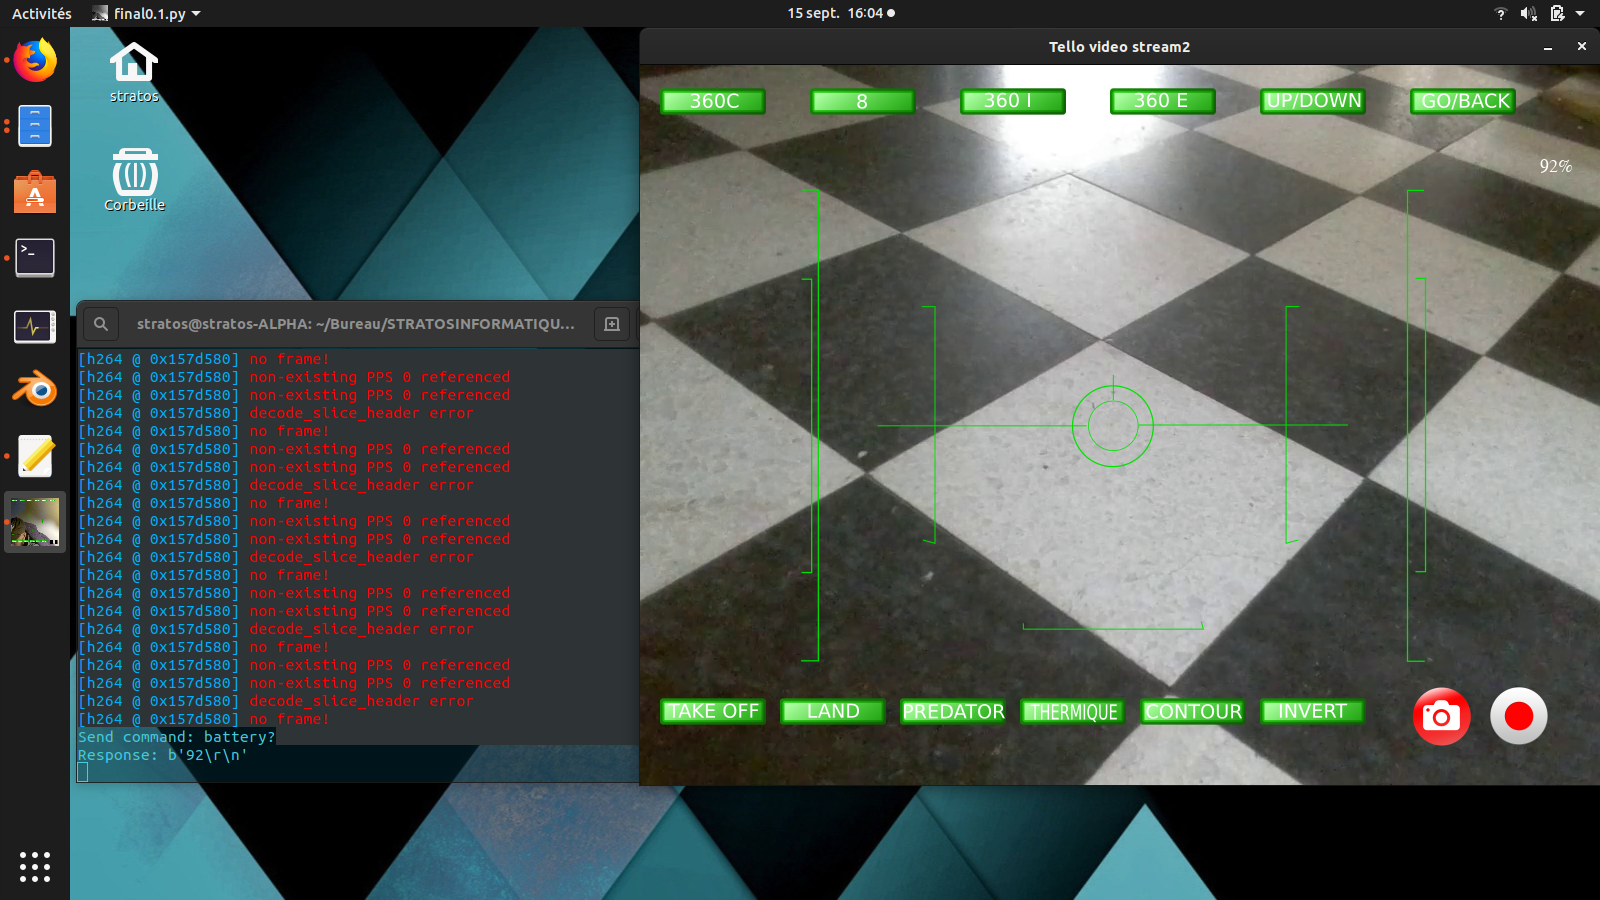 Activités
final0.1.py
15 sept. 16:04
stratos
Corbeille
stratos@stratos-ALPHA: ~/Bureau/STRATOSINFORMATIQU...
[h264 @ 0x157d580] no frame!
[h264 @ 0x157d580] non-existing PPS 0 referenced
[h264 @ 0x157d580] non-existing PPS 0 referenced
[h264 @ 0x157d580] decode_slice_header error
[h264 @ 0x157d580] no frame!
[h264 @ 0x157d580] non-existing PPS 0 referenced
[h264 @ 0x157d580] non-existing PPS 0 referenced
[h264 @ 0x157d580] decode_slice_header error
[h264 @ 0x157d580] no frame!
[h264 @ 0x157d580] non-existing PPS 0 referenced
[h264 @ 0x157d580] non-existing PPS 0 referenced
[h264 @ 0x157d580] decode_slice_header error
[h264 @ 0x157d580] no frame!
[h264 @ 0x157d580] non-existing PPS 0 referenced
[h264 @ 0x157d580] non-existing PPS 0 referenced
[h264 @ 0x157d580] decode_slice_header error
[h264 @ 0x157d580] no frame!
[h264 @ 0x157d580] non-existing PPS 0 referenced
[h264 @ 0x157d580] non-existing PPS 0 referenced
[h264 @ 0x157d580] decode_slice_header error
[h264 @ 0x157d580] no frame!
Send command: battery?
Response: b'92\r\n'
Tello video stream2
360C
8
360 I
360 E
UP/DOWN
GO/BACK
92%
TAKE OFF
LAND
PREDATOR
THERMIQUE
CONTOUR
INVERT